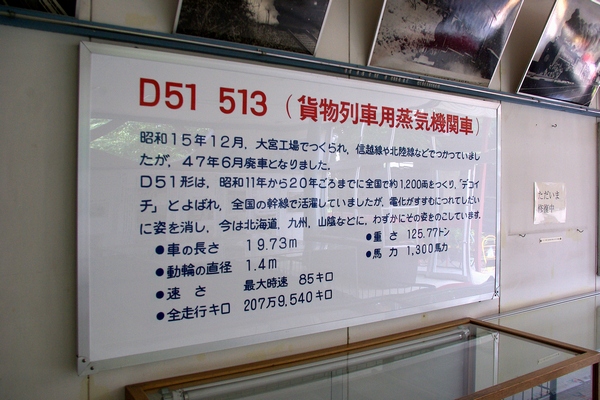 D51 513（貨物列車用蒸気機関車）
昭和15年12月，大宮工場でつくられ，信越線や北陸線などでつかつていまし
たが，47年6月廃車となりました．
D51形は，昭和11年から20年ごろまでに全国で約1,200両をつくり，「デコイ
チ」とよばれ，全国の幹線で活躍していましたが，電化がすすむにつれてしだい
に姿を消し，今は北海道，九州，山陰などに，わずかにその姿をのこしています．
●車の長さ 19.73m
●動輪の直径 1.4m
●速さ 最大時速 85キロ
●全走行キロ 207万9,540キロ
●重さ 125.77トン
●馬力 1,300馬力
ただいま
修復中